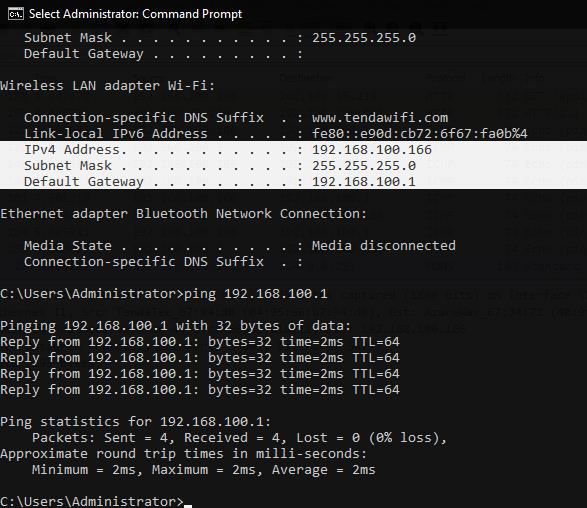 Select Administrator: Command Prompt
Subnet Mask . . . . . . . . . . . : 255.255.255.0
Default Gateway . . . . . . . . . :
Wireless LAN adapter Wi-Fi:
Connection-specific DNS Suffix  . : www.tendawifi.com
Link-local IPv6 Address . . . . . : fe80::e90d:cb72:6f67:fa0b%4
IPv4 Address. . . . . . . . . . . : 192.168.100.166
Subnet Mask . . . . . . . . . . . : 255.255.255.0
Default Gateway . . . . . . . . . : 192.168.100.1
Ethernet adapter Bluetooth Network Connection:
Media State . . . . . . . . . . . : Media disconnected
Connection-specific DNS Suffix  . :
C:\Users\Administrator>ping 192.168.100.1
Pinging 192.168.100.1 with 32 bytes of data:
Reply from 192.168.100.1: bytes=32 time=2ms TTL=64
Reply from 192.168.100.1: bytes=32 time=2ms TTL=64
Reply from 192.168.100.1: bytes=32 time=2ms TTL=64
Reply from 192.168.100.1: bytes=32 time=2ms TTL=64
Ping statistics for 192.168.100.1:
Packets: Sent = 4, Received = 4, Lost = 0 (0% loss),
Approximate round trip times in milli-seconds:
Minimum = 2ms, Maximum = 2ms, Average = 2ms
C:\Users\Administrator>